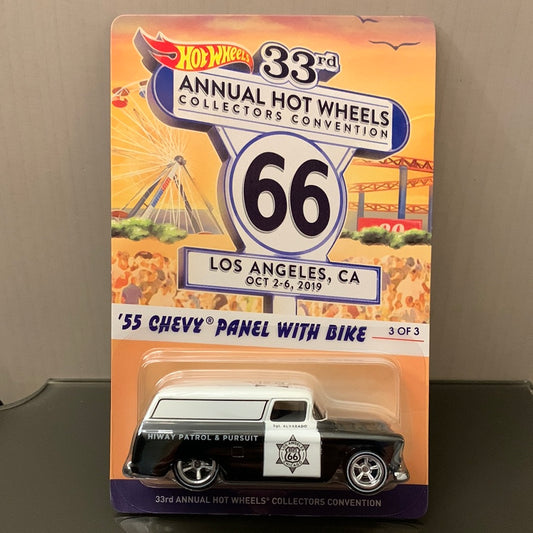 HOT WHEELS
33rd
ANNUAL HOT WHEELS
COLLECTORS CONVENTION
66
LOS ANGELES, CA
OCT 2-6, 2019
'55 CHEVY® PANEL WITH BIKE
3 OF 3
HIWAY PATROL & PURSUIT
66
33rd ANNUAL HOT WHEELS® COLLECTORS CONVENTION